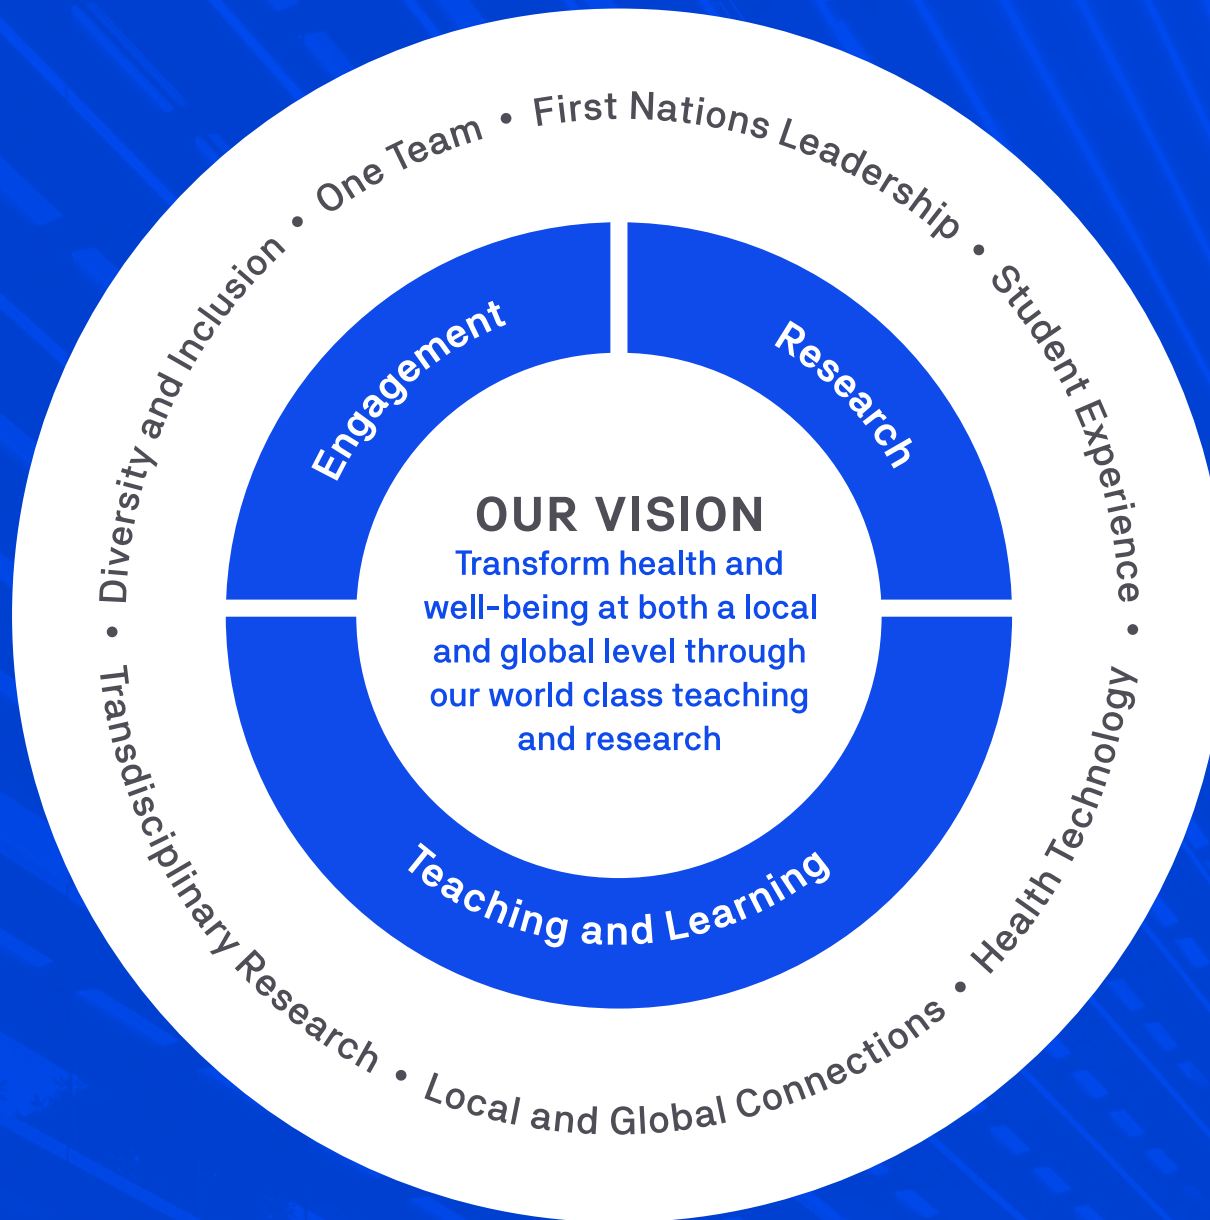 One Team • First Nations Leadership • Student Experience •
Diversity and Inclusion •
Health Technology
• Transdisciplinary Research • Local and Global Connections •
Engagement
Research
Teaching and Learning
OUR VISION
Transform health and
well-being at both a local
and global level through
our world class teaching
and research